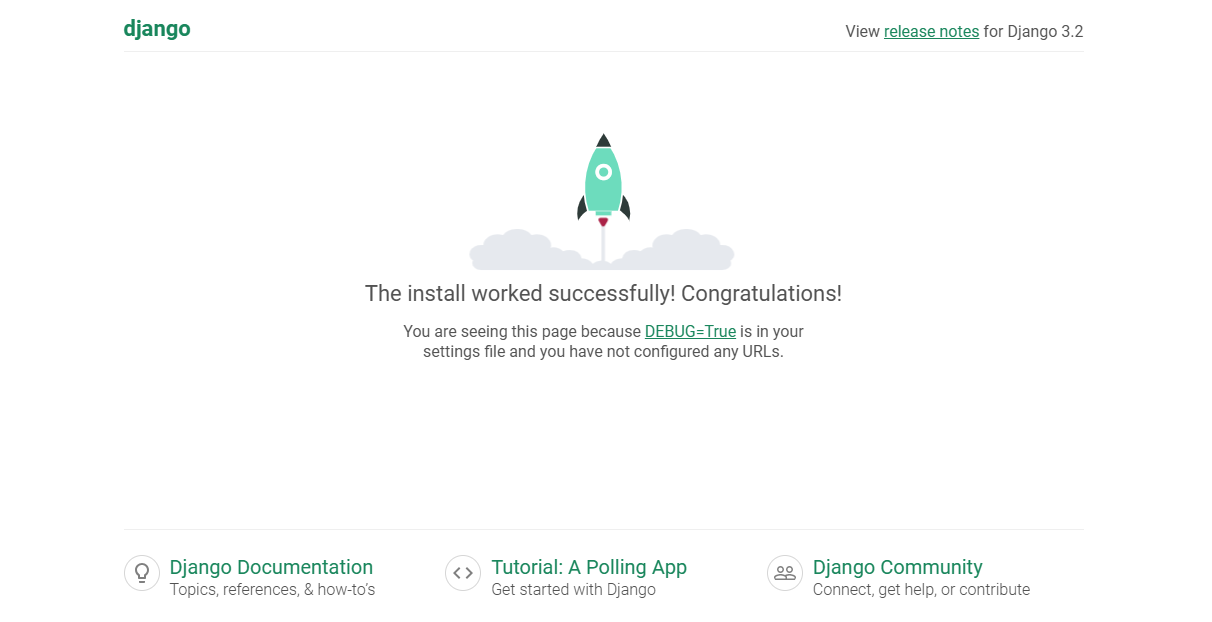 django
View release notes for Django 3.2
The install worked successfully! Congratulations!
You are seeing this page because DEBUG=True is in your
settings file and you have not configured any URLs.
Django Documentation
Topics, references, & how-to’s
Tutorial: A Polling App
Get started with Django
Django Community
Connect, get help, or contribute